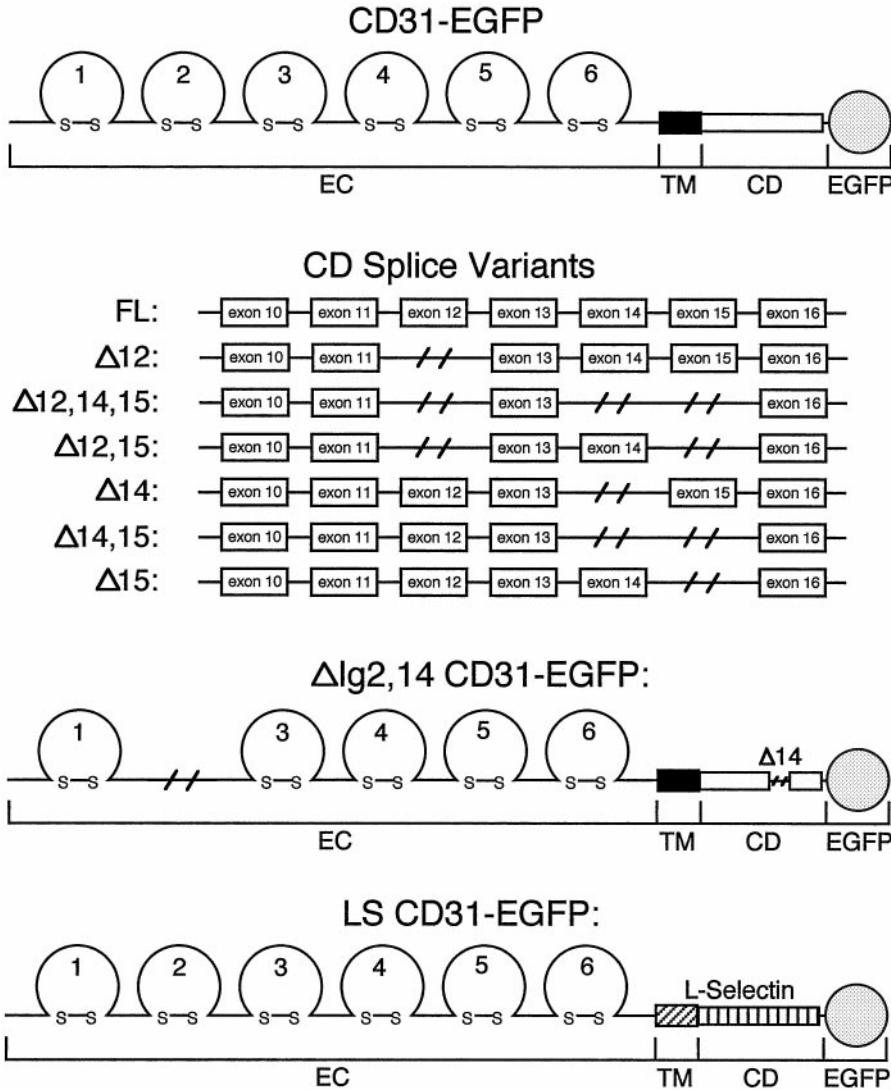 CD31-EGFP
1 2 3 4 5 6
S S S S S S S S S S S S
EC TM CD EGFP
CD Splice Variants
FL: exon 10 exon 11 exon 12 exon 13 exon 14 exon 15 exon 16
Δ12: exon 10 exon 11 exon 13 exon 14 exon 15 exon 16
Δ12,14,15: exon 10 exon 11 exon 13 exon 16
Δ12,15: exon 10 exon 11 exon 13 exon 14 exon 16
Δ14: exon 10 exon 11 exon 12 exon 13 exon 15 exon 16
Δ14,15: exon 10 exon 11 exon 12 exon 13 exon 16
Δ15: exon 10 exon 11 exon 12 exon 13 exon 14 exon 16
ΔIg2,14 CD31-EGFP:
1 3 4 5 6
Δ14
S S S S S S S S S S
EC TM CD EGFP
LS CD31-EGFP:
1 2 3 4 5 6
L-Selectin
S S S S S S S S S S S S
EC TM CD EGFP